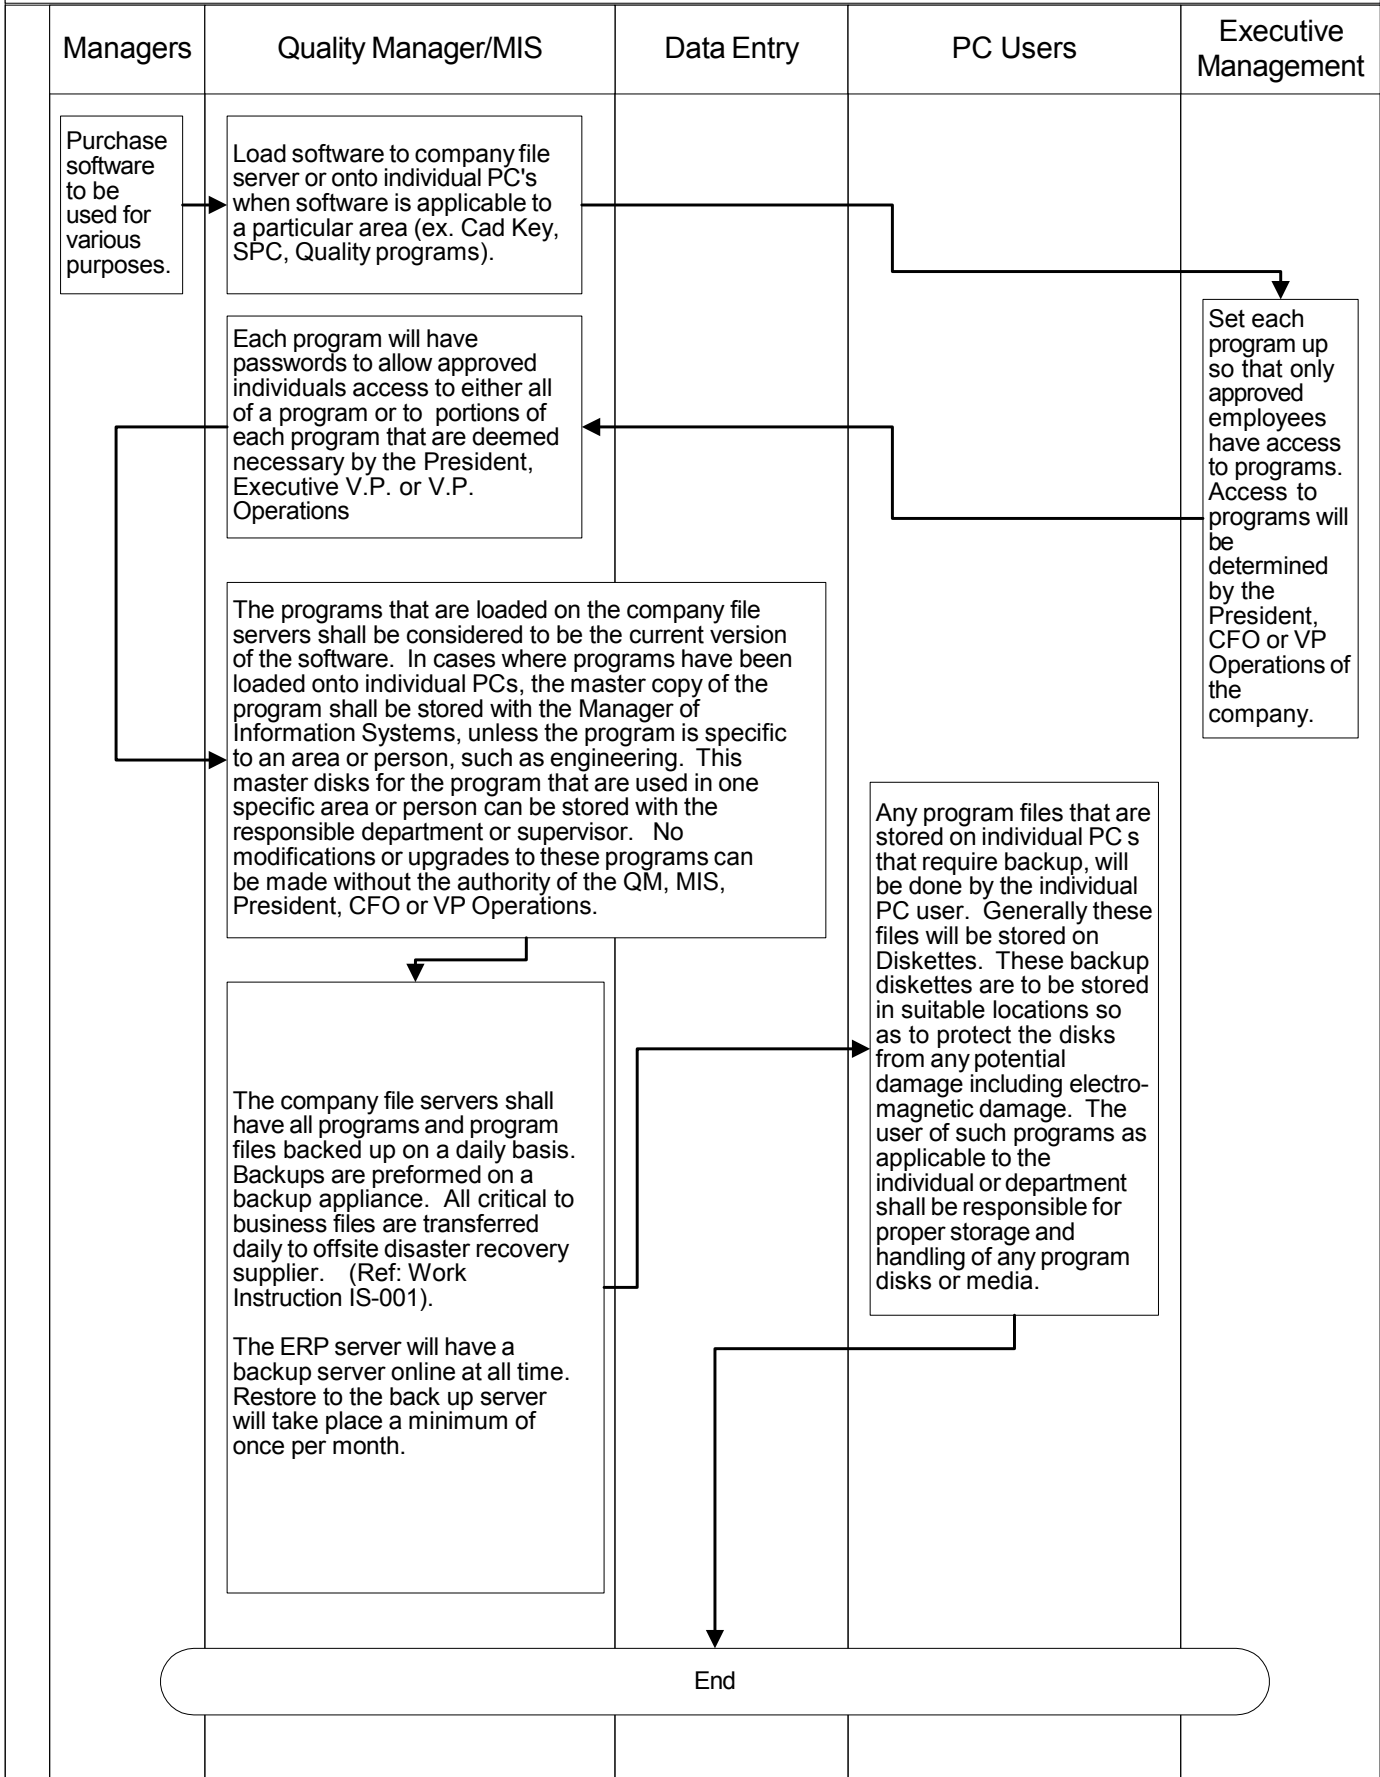 Managers
Quality Manager/MIS
Data Entry
PC Users
Executive
Management
Purchase
software
to be
used for
various
purposes.
Load software to company file
server or onto individual PC's
when software is applicable to
a particular area (ex. Cad Key,
SPC, Quality programs).
Set each
program up
so that only
approved
employees
have access
to programs.
Access to
programs will
be
determined
by the
President,
CFO or VP
Operations of
the
company.
Each program will have
passwords to allow approved
individuals access to either all
of a program or to portions of
each program that are deemed
necessary by the President,
Executive V.P. or V.P.
Operations
The programs that are loaded on the company file
servers shall be considered to be the current version
of the software. In cases where programs have been
loaded onto individual PCs, the master copy of the
program shall be stored with the Manager of
Information Systems, unless the program is specific
to an area or person, such as engineering. This
master disks for the program that are used in one
specific area or person can be stored with the
responsible department or supervisor. No
modifications or upgrades to these programs can
be made without the authority of the QM, MIS,
President, CFO or VP Operations.
The company file servers shall
have all programs and program
files backed up on a daily basis.
Backups are preformed on a
backup appliance. All critical to
business files are transferred
daily to offsite disaster recovery
supplier. (Ref: Work
Instruction IS-001).
The ERP server will have a
backup server online at all time.
Restore to the back up server
will take place a minimum of
once per month.
Any program files that are
stored on individual PC s
that require backup, will
be done by the individual
PC user. Generally these
files will be stored on
Diskettes. These backup
diskettes are to be stored
in suitable locations so
as to protect the disks
from any potential
damage including electro-
magnetic damage. The
user of such programs as
applicable to the
individual or department
shall be responsible for
proper storage and
handling of any program
disks or media.
End